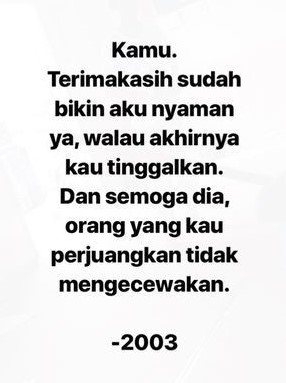 Kamu.
Terimakasih sudah
bikin aku nyaman
ya, walau akhirnya
kau tinggalkan.
Dan semoga dia,
orang yang kau
perjuangkan tidak
mengecewakan.
-2003